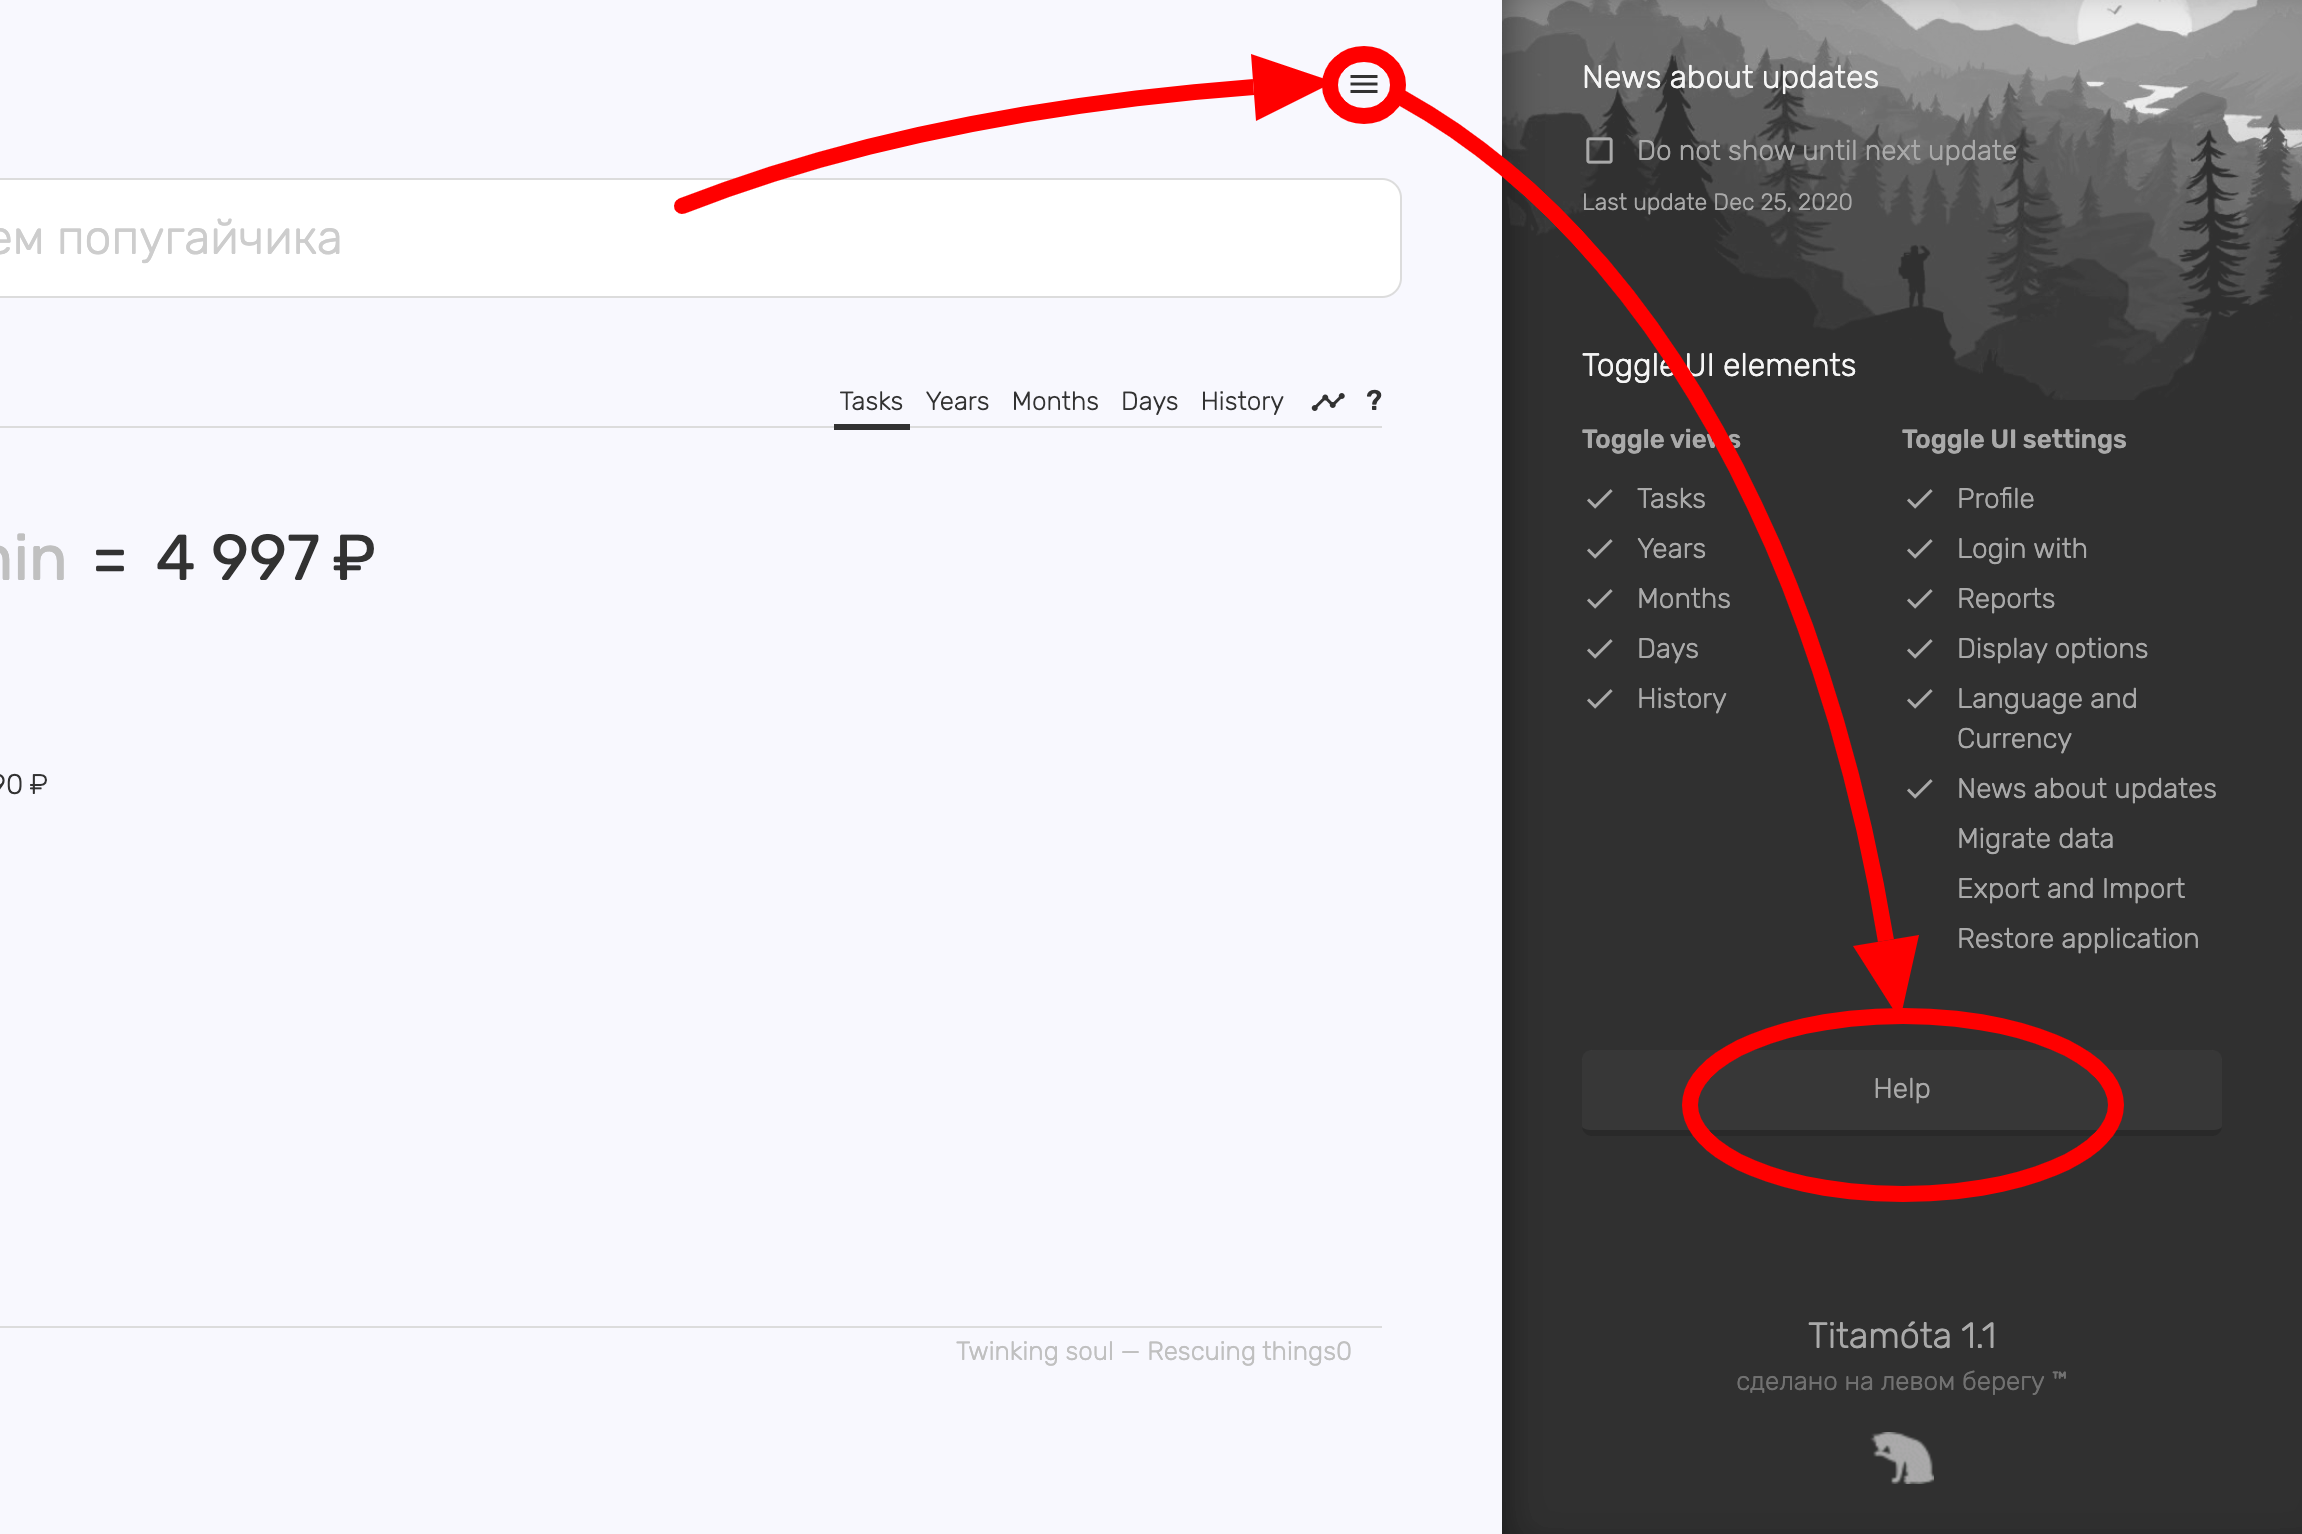 попугайчика
Tasks Years Months Days History ?
= 4 997 ₽
₽
Twinking soul — Rescuing things0
News about updates
Do not show until next update
Last update Dec 25, 2020
Toggle UI elements
Toggle views
Tasks
Years
Months
Days
History
Toggle UI settings
Profile
Login with
Reports
Display options
Language and
Currency
News about updates
Migrate data
Export and Import
Restore application
Help
Titamóta 1.1
сделано на левом берегу ™